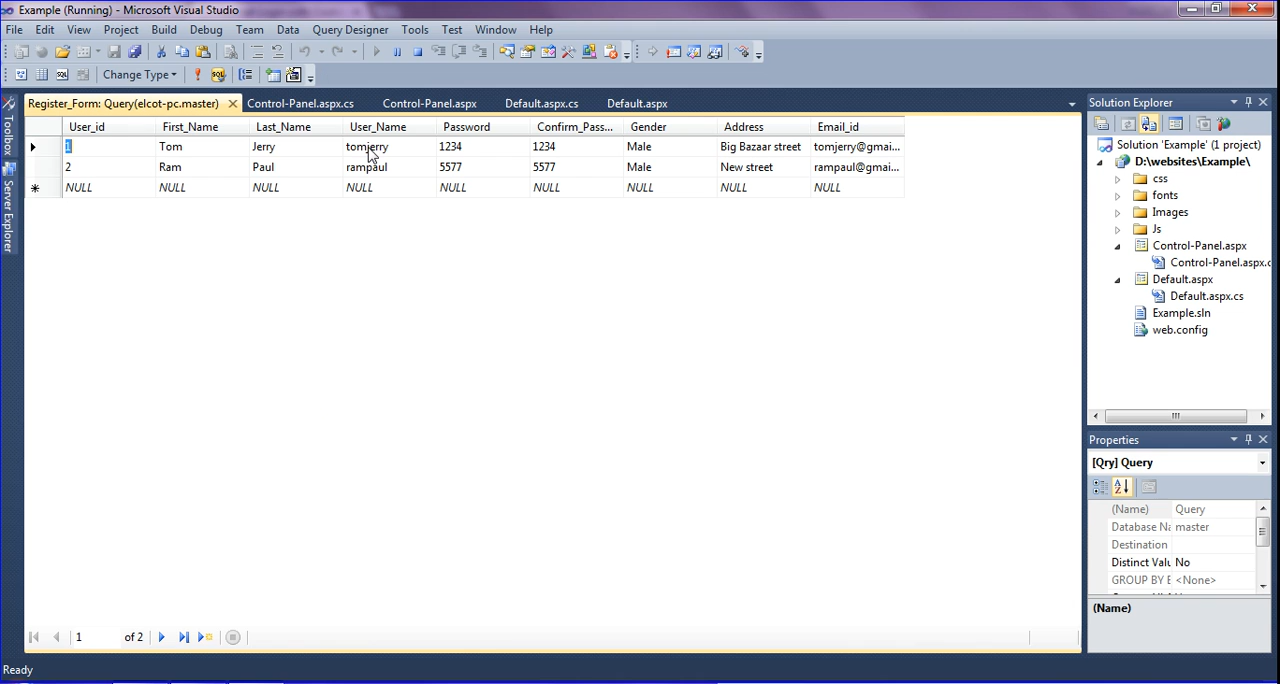 Example (Running) - Microsoft Visual Studio
File Edit View Project Build Debug Team Data Query Designer Tools Test Window Help
Change Type
Register_Form: Query(elcot-pc.master) Control-Panel.aspx.cs Control-Panel.aspx Default.aspx.cs Default.aspx
Toolbox
Server Explorer
User_id First_Name Last_Name User_Name Password Confirm_Pass... Gender Address Email_id
1 Tom Jerry tomjerry 1234 1234 Male Big Bazaar street tomjerry@gmai...
2 Ram Paul rampaul 5577 5577 Male New street rampaul@gmai...
NULL NULL NULL NULL NULL NULL NULL NULL NULL
1 of 2
Ready
Solution Explorer
Solution 'Example' (1 project)
D:\websites\Example\
css
fonts
Images
Js
Control-Panel.aspx
Control-Panel.aspx.c
Default.aspx
Default.aspx.cs
Example.sln
web.config
Properties
[Qry] Query
(Name) Query
Database Na master
Destination
Distinct Valu No
GROUP BY E <None>
(Name)